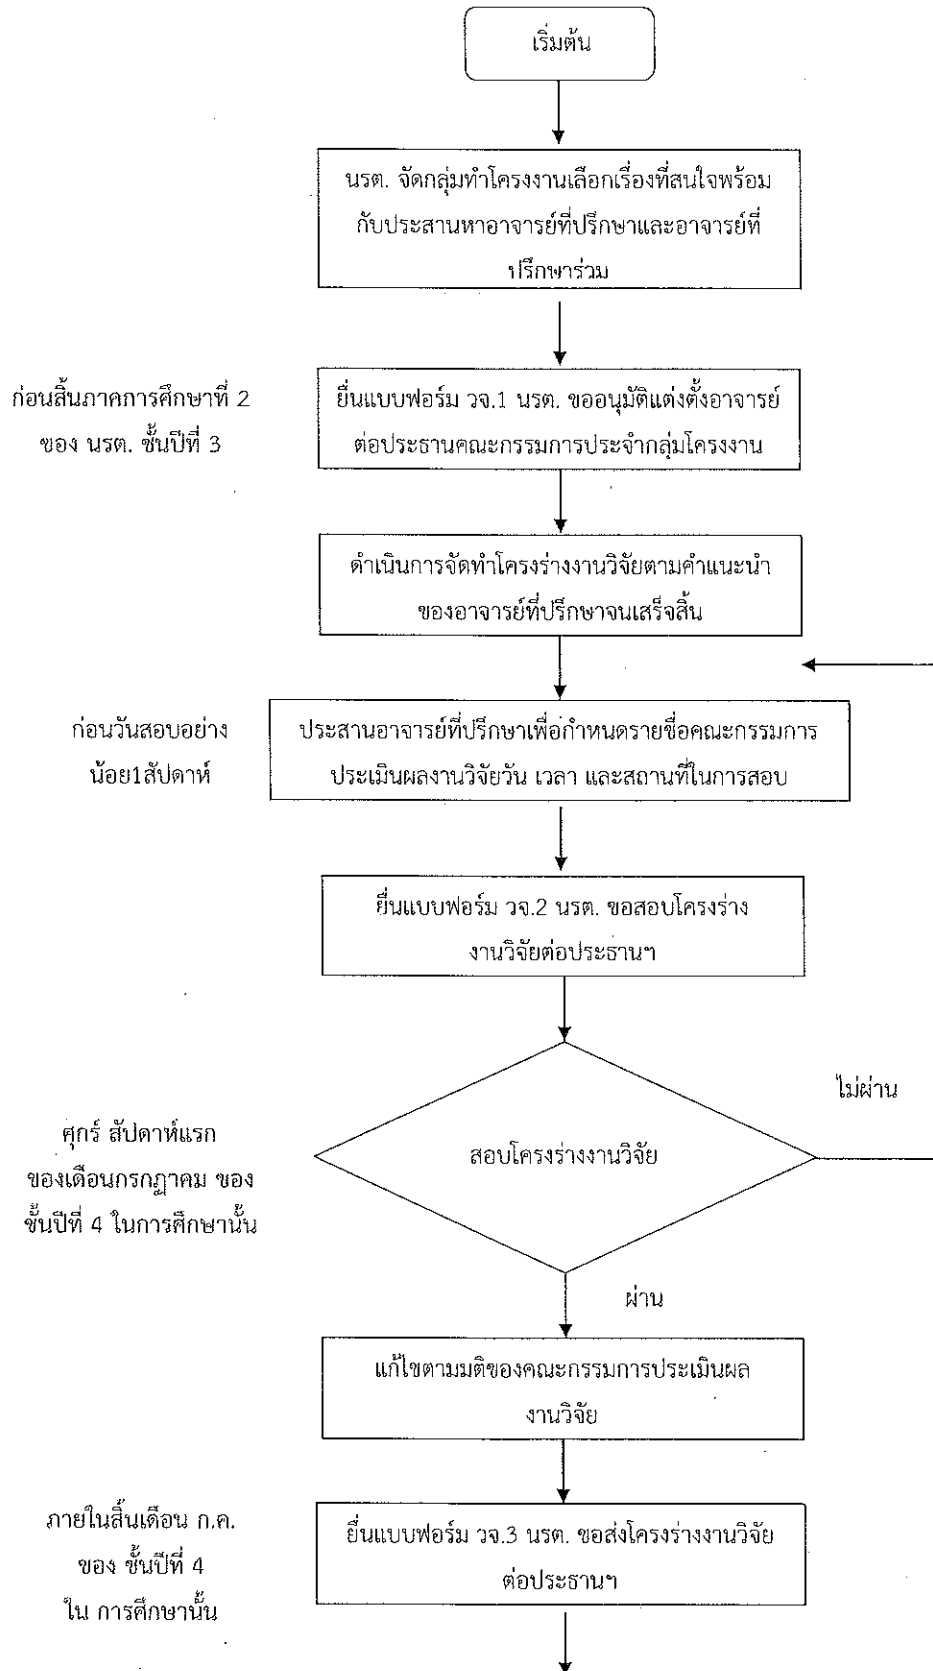 เริ่มต้น
นรต. จัดกลุ่มทำโครงงานเลือกเรื่องที่สนใจพร้อม
กับประสานหาอาจารย์ที่ปรึกษาและอาจารย์ที่
ปรึกษาร่วม
ก่อนสิ้นภาคการศึกษาที่ 2
ของ นรต. ชั้นปีที่ 3
ยื่นแบบฟอร์ม วจ.1 นรต. ขออนุมัติแต่งตั้งอาจารย์
ต่อประธานคณะกรรมการประจำกลุ่มโครงงาน
ดำเนินการจัดทำโครงร่างงานวิจัยตามคำแนะนำ
ของอาจารย์ที่ปรึกษาจนเสร็จสิ้น
ก่อนวันสอบอย่าง
น้อย1สัปดาห์
ประสานอาจารย์ที่ปรึกษาเพื่อกำหนดรายชื่อคณะกรรมการ
ประเมินผลงานวิจัยวัน เวลา และสถานที่ในการสอบ
ยื่นแบบฟอร์ม วจ.2 นรต. ขอสอบโครงร่าง
งานวิจัยต่อประธานฯ
ไม่ผ่าน
ศุกร์ สัปดาห์แรก
ของเดือนกรกฎาคม ของ
ชั้นปีที่ 4 ในการศึกษานั้น
สอบโครงร่างงานวิจัย
ผ่าน
แก้ไขตามมติของคณะกรรมการประเมินผล
งานวิจัย
ภายในสิ้นเดือน ก.ค.
ของ ชั้นปีที่ 4
ใน การศึกษานั้น
ยื่นแบบฟอร์ม วจ.3 นรต. ขอส่งโครงร่างงานวิจัย
ต่อประธานฯ